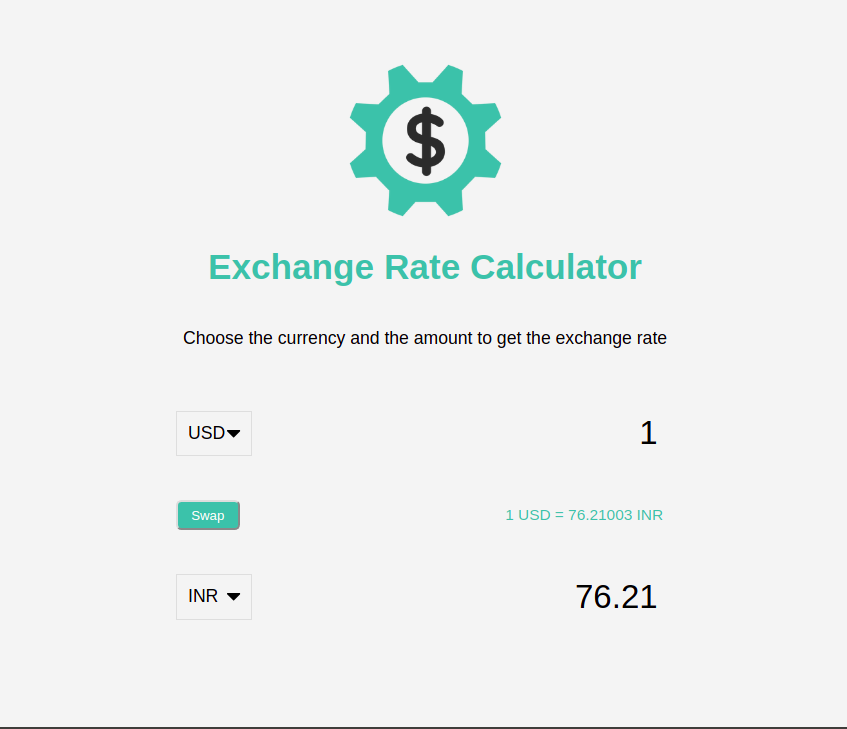 $
Exchange Rate Calculator
Choose the currency and the amount to get the exchange rate
USD 1
Swap 1 USD = 76.21003 INR
INR 76.21